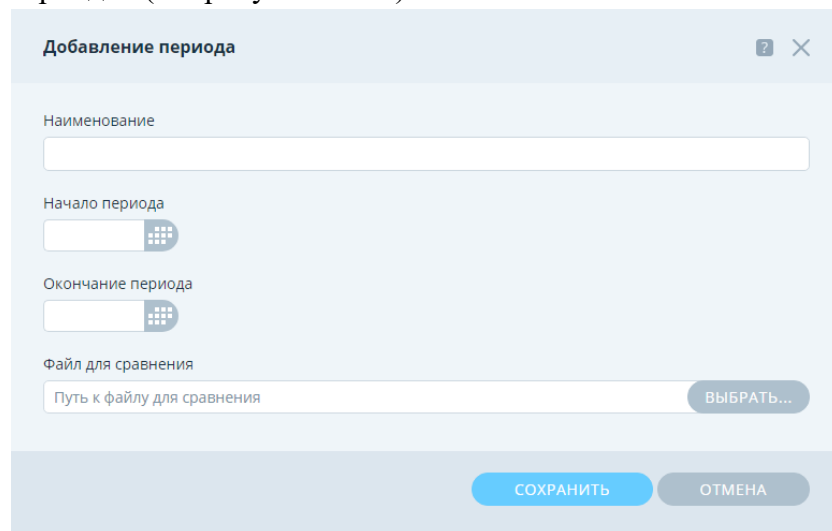 Добавление периода ?
Наименование
Начало периода
Окончание периода
Файл для сравнения
Путь к файлу для сравнения ВЫБРАТЬ...
СОХРАНИТЬ ОТМЕНА